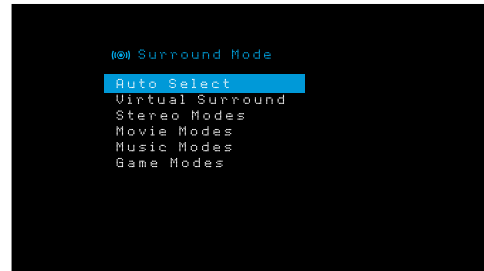 Surround Mode
Auto Select
Virtual Surround
Stereo Modes
Movie Modes
Music Modes
Game Modes